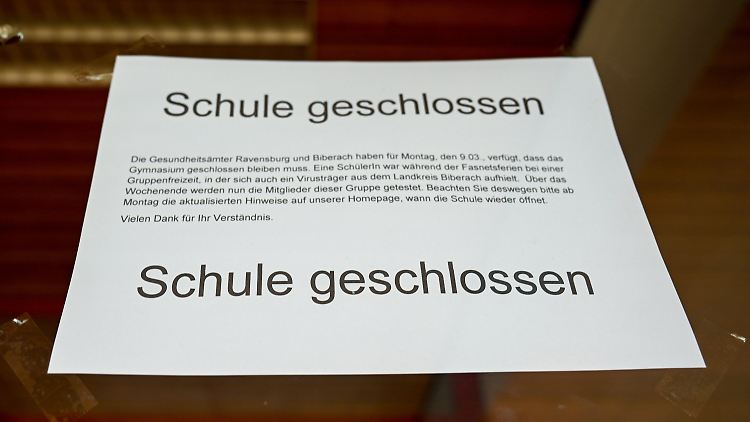 Schule geschlossen
Die Gesundheitsämter Ravensburg und Biberach haben für Montag, den 9.03., verfügt, dass das
Gymnasium geschlossen bleiben muss. Eine SchülerIn war während der Fasnetsferien bei einer
Gruppenfreizeit, in der sich auch ein Virusträger aus dem Landkreis Biberach aufhielt. Über das
Wochenende werden nun die Mitglieder dieser Gruppe getestet. Beachten Sie deswegen bitte ab
Montag die aktualisierten Hinweise auf unserer Homepage, wann die Schule wieder öffnet.
Vielen Dank für Ihr Verständnis.
Schule geschlossen